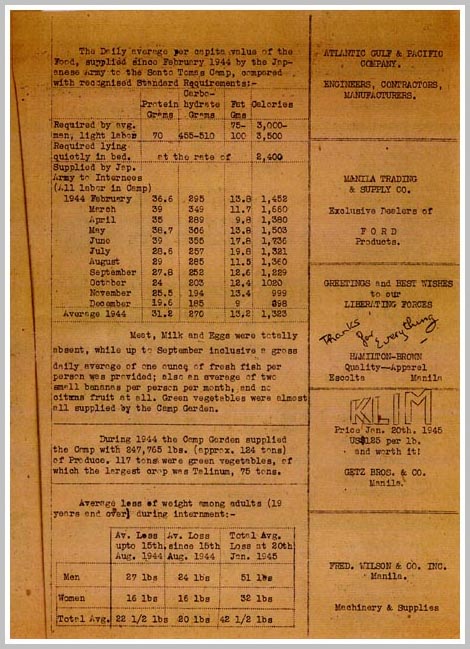 The Daily average per capita value of the
Food, supplied since February 1944 by the Jap-
anese Army to the Santo Tomas Camp, compared
with recognised Standard Requirements:-
Carbo-
Protein hydrate Fat Calories
Grams Grams Gms
Required by avg. 75- 3,000-
man, light labor 70 455-510 100 3,500
Required lying
quietly in bed. at the rate of 2,400
Supplied by Jap.
Army to Internees
(All labor in Camp)
1944 February 36.6 295 13.8 1,452
March 39 349 11.7 1,660
April 35 289 9.8 1,380
May 38.7 306 13.8 1,503
June 39 355 17.8 1,736
July 28.6 257 19.8 1,321
August 29 285 11.5 1,360
September 27.8 252 12.6 1,229
October 24 203 12.4 1020
November 25.5 194 13.4 999
December 19.6 185 9 898
Average 1944 31.2 270 13.2 1,323
Meat, Milk and Eggs were totally
absent, while up to September inclusive a gross
daily average of one ounce of fresh fish per
person was provided; also an average of two
small bananas per person per month, and no
citrus fruit at all. Green vegetables were almost
all supplied by the Camp Garden.
During 1944 the Camp Garden supplied
the Camp with 247,765 lbs. (approx. 124 tons)
of Produce. 117 tons were green vegetables, of
which the largest crop was Talinum, 75 tons.
Average loss of weight among adults (19
years and over) during internment:-
Av. Loss Av. Loss Total Avg.
upto 15th. since 15th Loss at 20th
Aug. 1944 Aug. 1944 Jan. 1945
Men 27 lbs 24 lbs 51 lbs
Women 16 lbs 16 lbs 32 lbs
Total Avg. 22 1/2 lbs 20 lbs 42 1/2 lbs
ATLANTIC GULF & PACIFIC
COMPANY.
ENGINEERS, CONTRACTORS,
MANUFACTURERS.
MANILA TRADING
& SUPPLY CO.
Exclusive Dealers of
F O R D
Products.
GREETINGS and BEST WISHES
to our
LIBERATING FORCES
Thanks for Everything
HAMILTON-BROWN
Quality—Apparel
Escolta Manila
KLIM
Price Jan. 20th. 1945
US$125 per lb.
and worth it!
GETZ BROS. & CO.
Manila.
FRED. WILSON & CO. INC.
Manila.
Machinery & Supplies